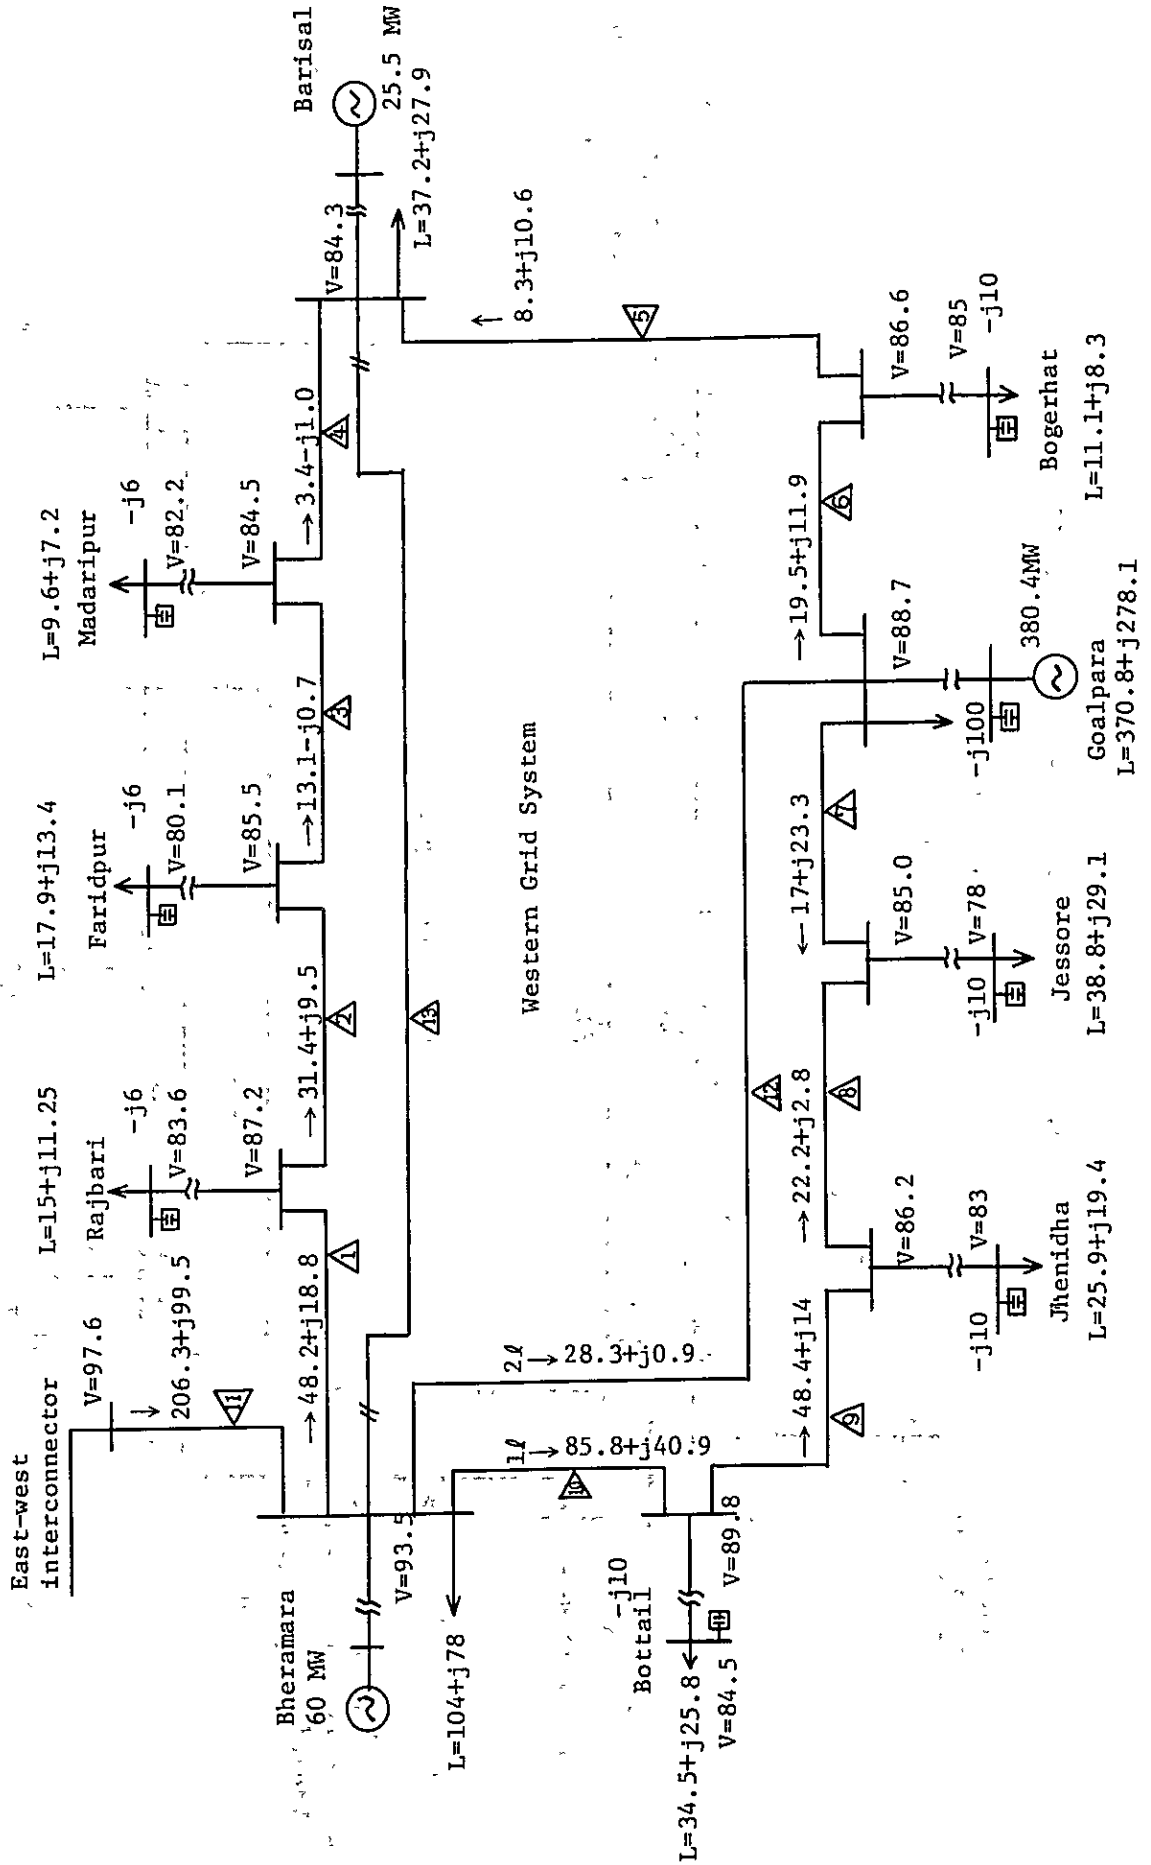 East-west
interconnector
V=97.6
206.3+j99.5
11
L=15+j11.25
Rajbari
-j6
V=83.6
V=87.2
L=17.9+j13.4
Faridpur
-j6
V=80.1
V=85.5
L=9.6+j7.2
Madaripur
-j6
V=82.2
V=84.5
Barisal
25.5 MW
L=37.2+j27.9
V=84.3
→48.2+j18.8
1
→31.4+j9.5
2
→13.1-j0.7
3
→3.4-j1.0
4
13
Bheramara
60 MW
V=93.5
L=104+j78
Western Grid System
8.3+j10.6
5
2ℓ
→28.3+j0.9
12
1ℓ
→85.8+j40.9
10
-j10
Bottail
V=89.8
L=34.5+j25.8
V=84.5
→48.4+j14
9
→22.2+j2.8
8
←17+j23.3
7
→19.5+j11.9
6
V=86.2
V=83
-j10
Jhenidha
L=25.9+j19.4
V=85.0
V=78
-j10
Jessore
L=38.8+j29.1
V=88.7
-j100
380.4MW
Goalpara
L=370.8+j278.1
V=86.6
V=85
-j10
Bogerhat
L=11.1+j8.3